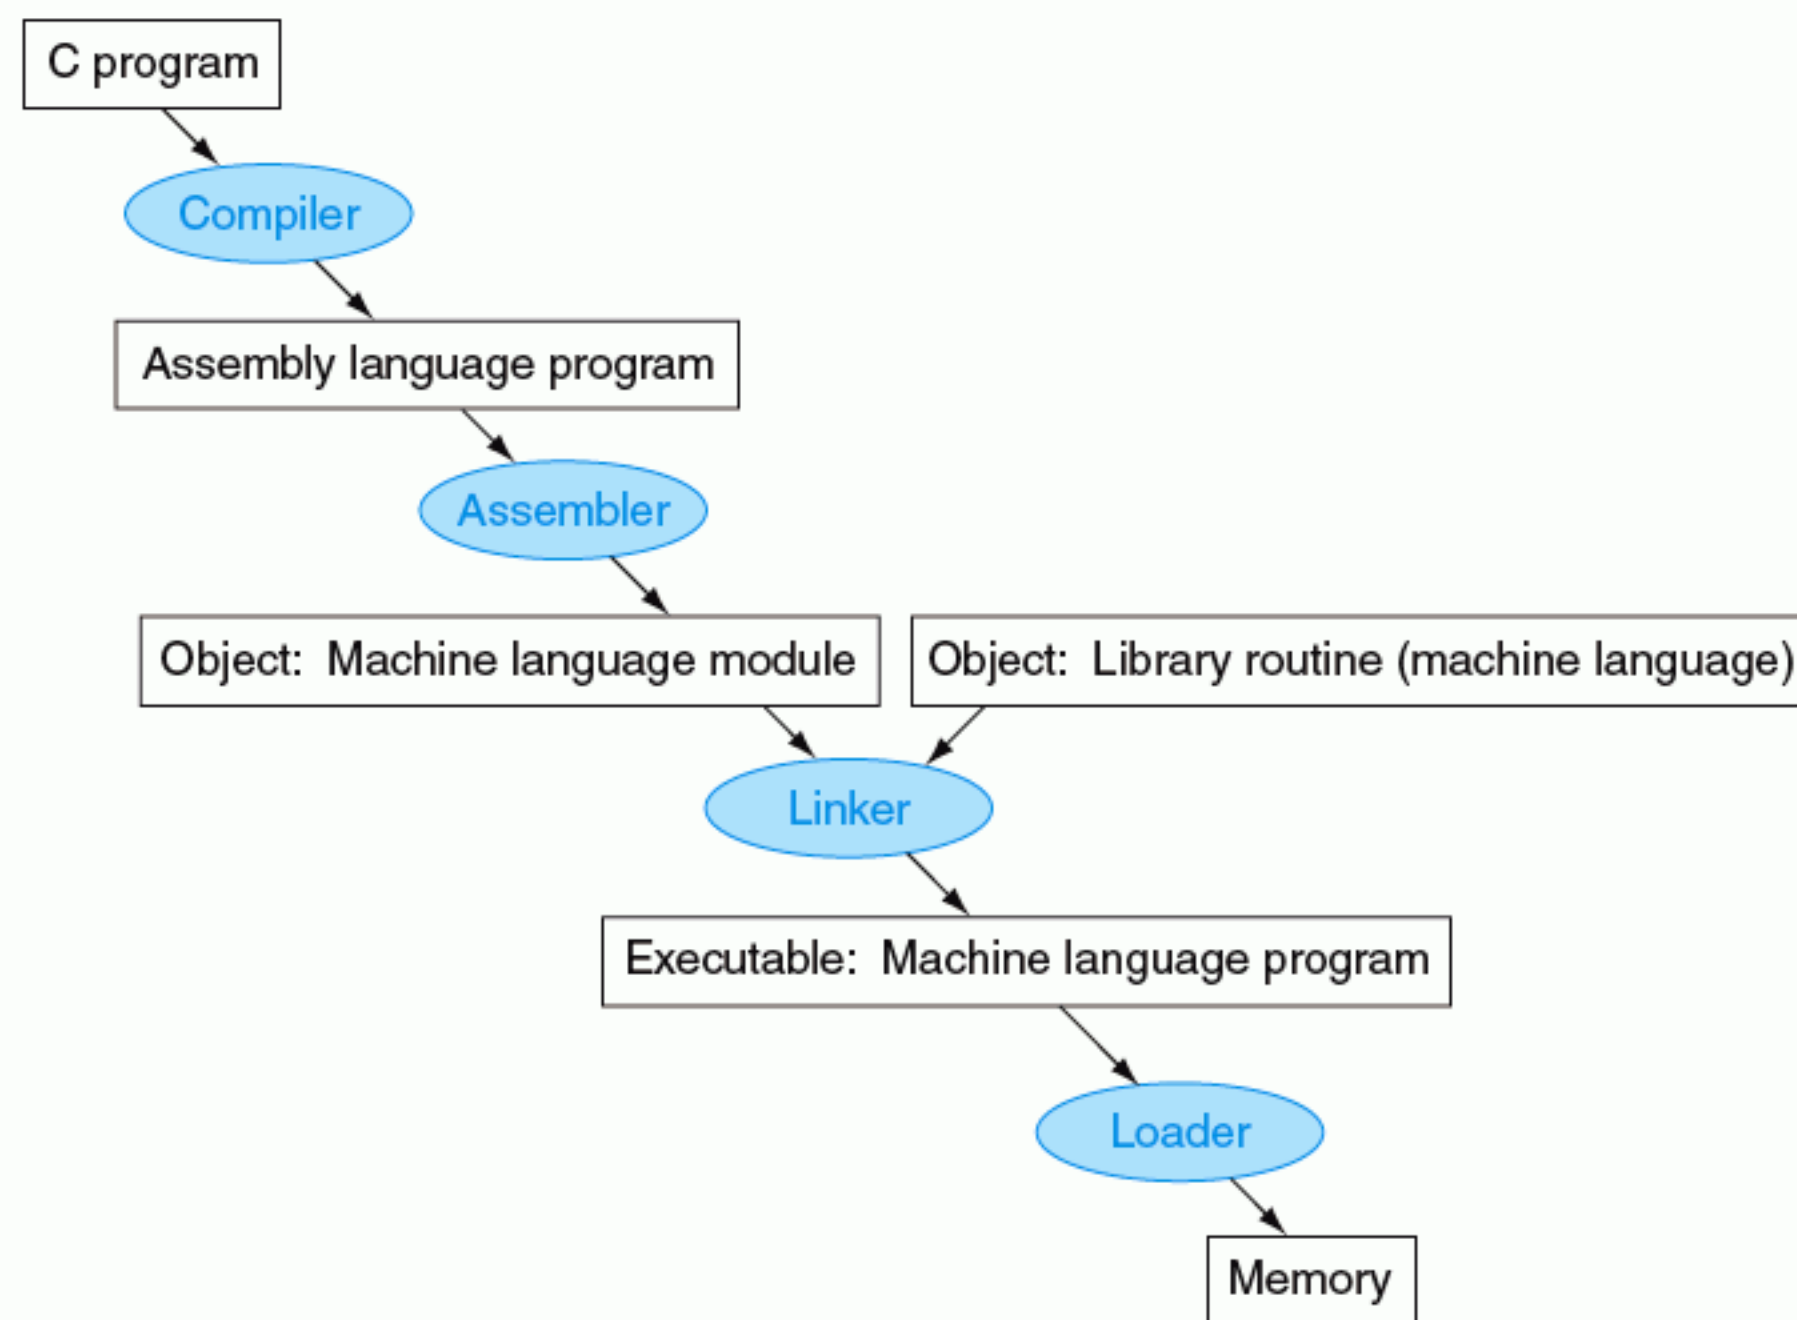 C program
Compiler
Assembly language program
Assembler
Object: Machine language module
Object: Library routine (machine language)
Linker
Executable: Machine language program
Loader
Memory